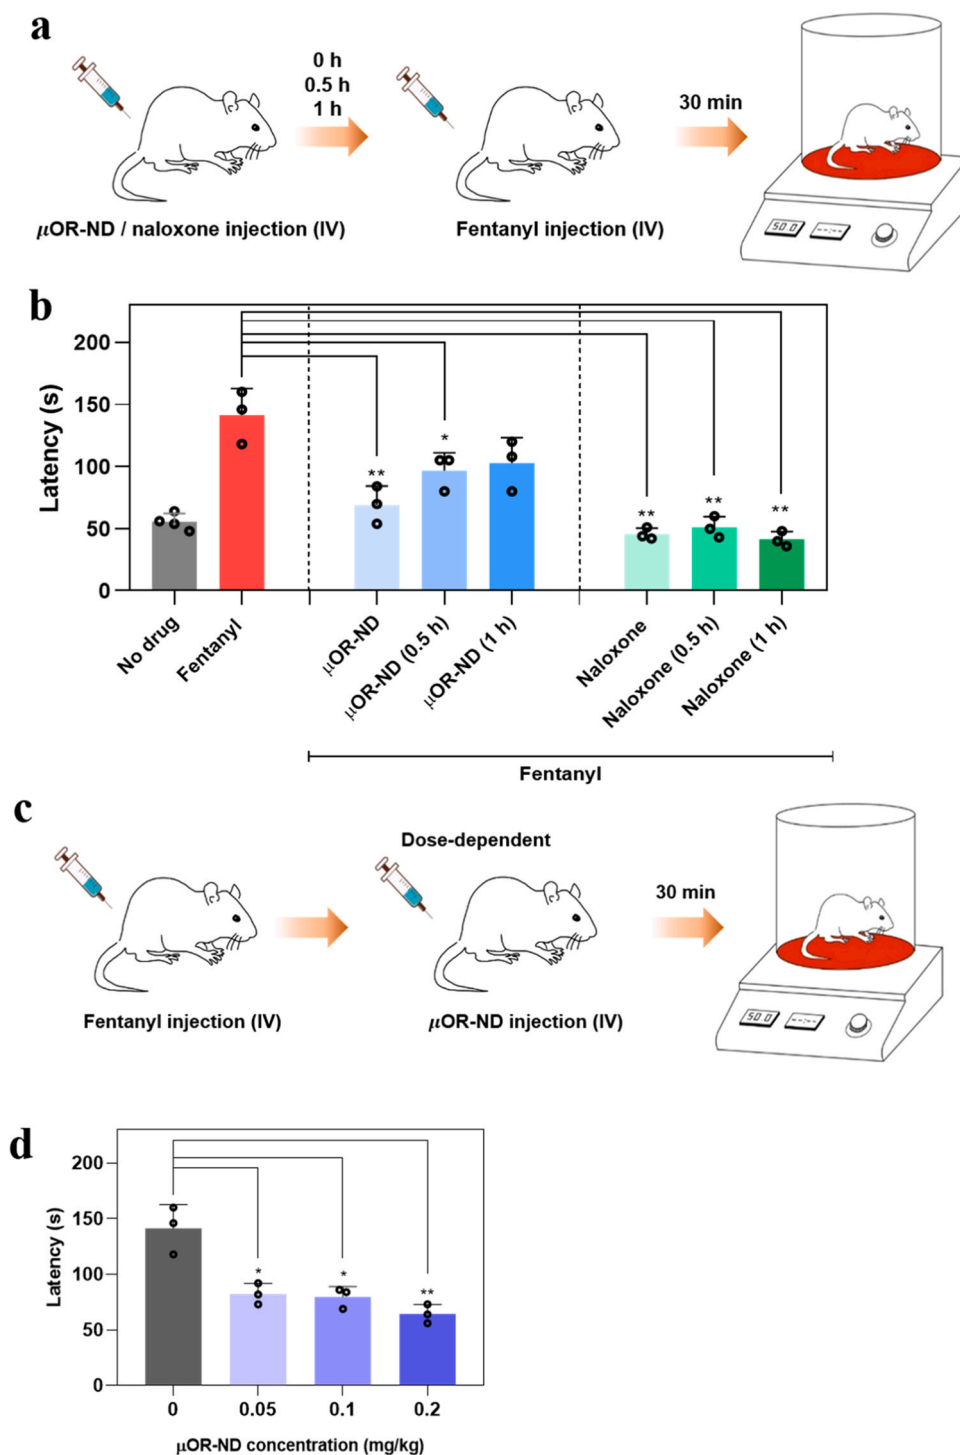 a
0 h
0.5 h
1 h
30 min
μOR-ND / naloxone injection (IV)
Fentanyl injection (IV)
50.0
--:--
b
Latency (s)
200
150
100
50
0
No drug
Fentanyl
μOR-ND
μOR-ND (0.5 h)
μOR-ND (1 h)
Naloxone
Naloxone (0.5 h)
Naloxone (1 h)
**
*
**
**
**
Fentanyl
c
Dose-dependent
30 min
Fentanyl injection (IV)
μOR-ND injection (IV)
50.0
--:--
d
Latency (s)
200
150
100
50
0
*
*
**
0
0.05
0.1
0.2
μOR-ND concentration (mg/kg)